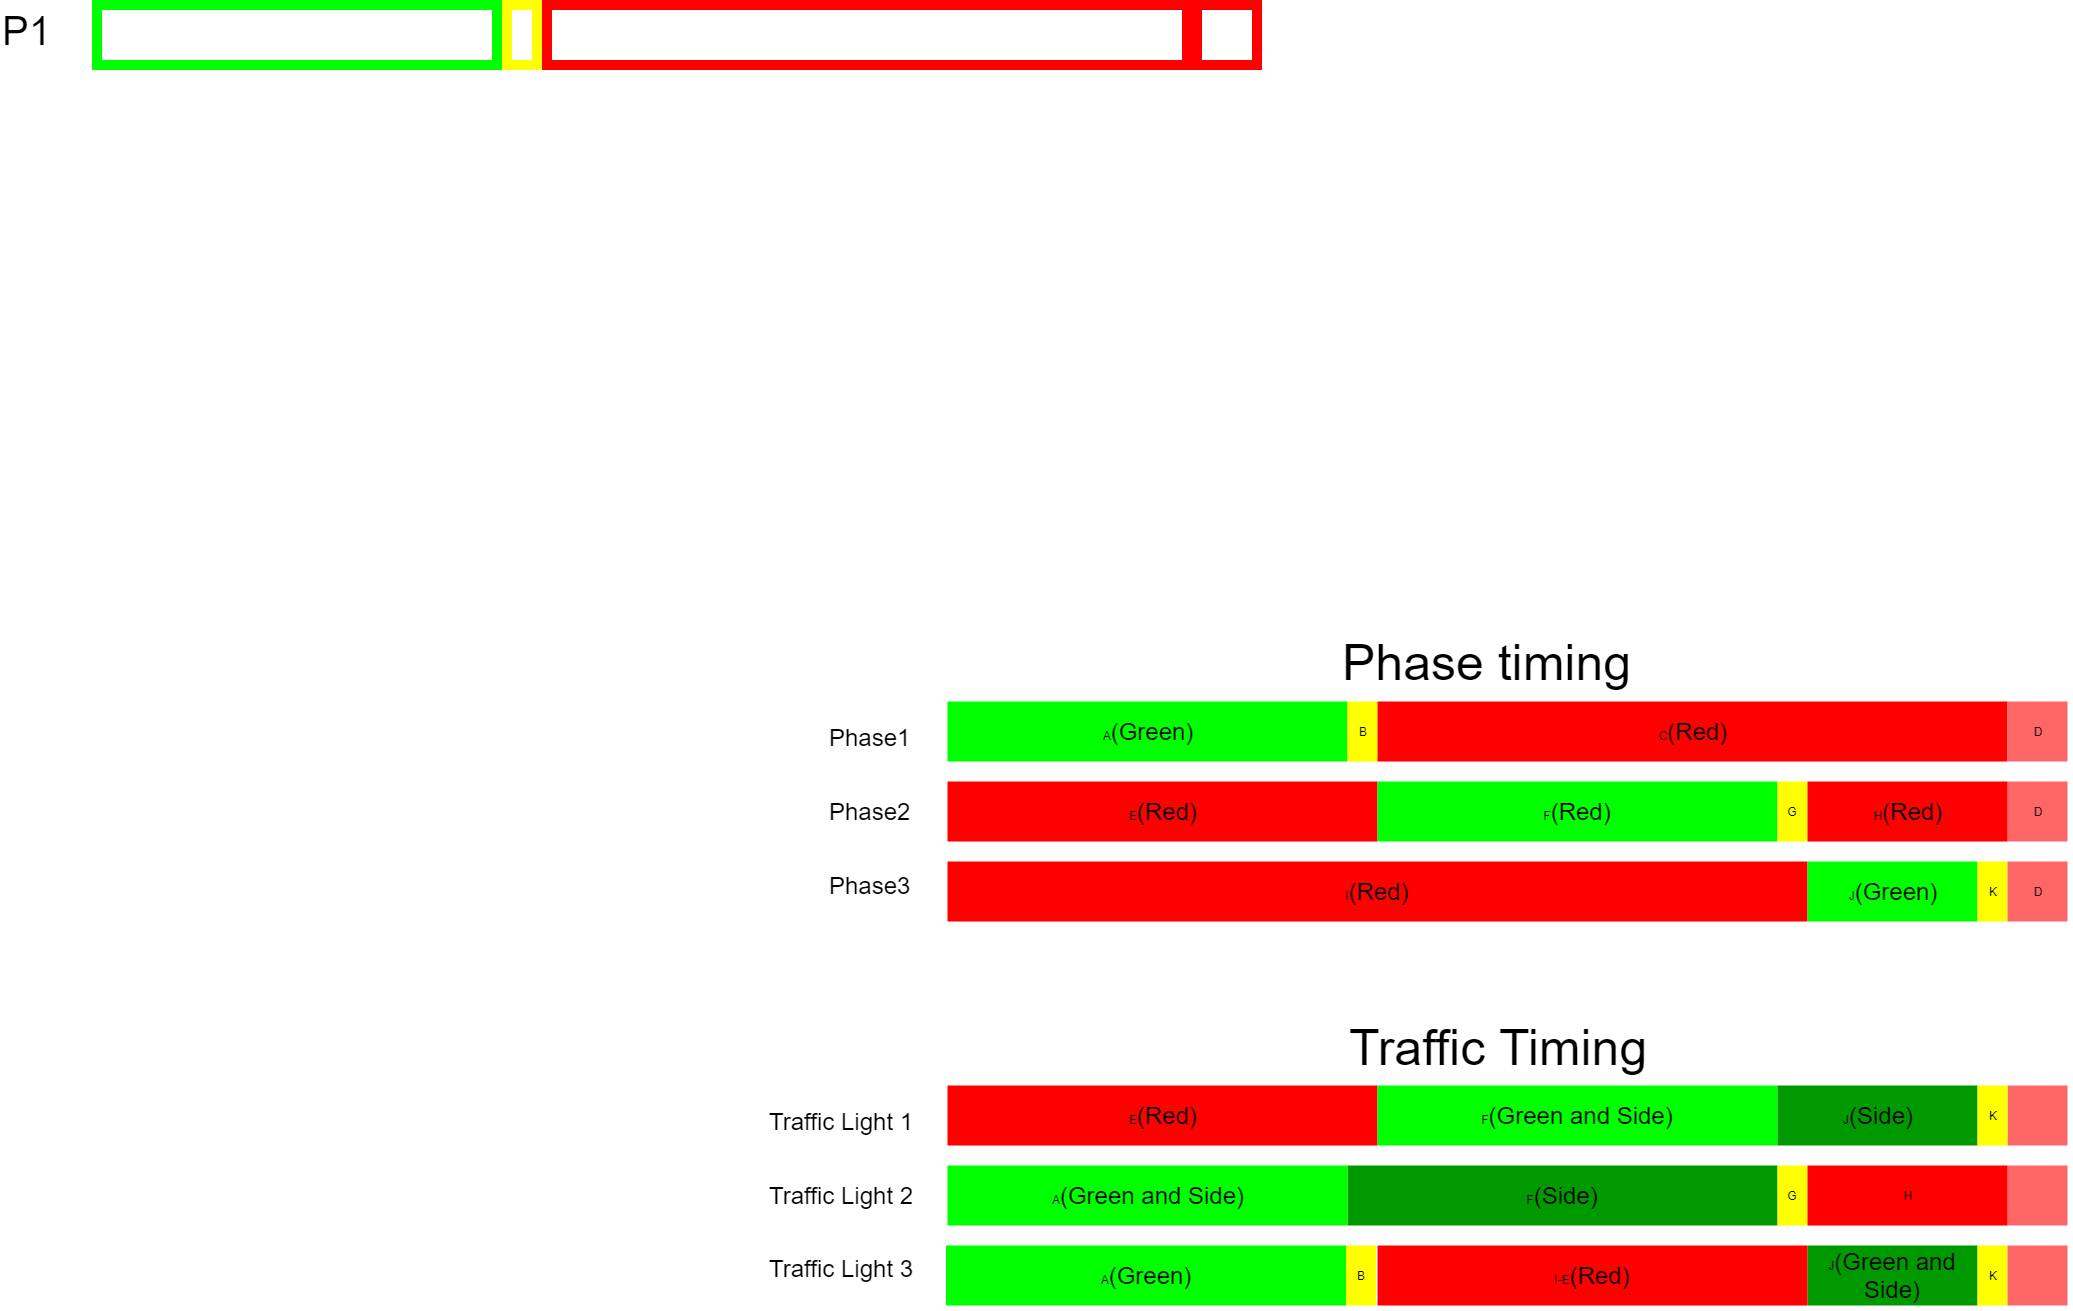 P1
Phase timing
Phase1
A(Green)
B
C(Red)
D
Phase2
E(Red)
F(Red)
G
H(Red)
D
Phase3
I(Red)
J(Green)
K
D
Traffic Timing
Traffic Light 1
E(Red)
F(Green and Side)
J(Side)
K
Traffic Light 2
A(Green and Side)
F(Side)
G
H
Traffic Light 3
A(Green)
B
I-E(Red)
J(Green and
Side)
K